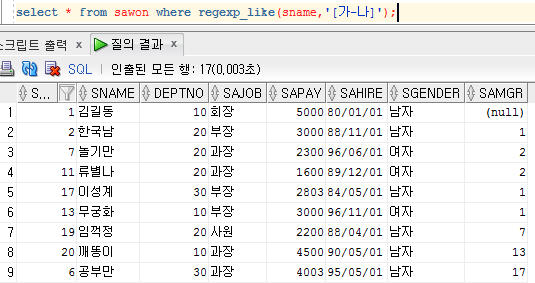 select * from sawon where regexp_like(sname,'[가-나]');
스크립트 출력 x 질의 결과 x
SQL | 인출된 모든 행: 17(0,003초)
S... SNAME DEPTNO SAJOB SAPAY SAHIRE SGENDER SAMGR
1 1 김길동 10 회장 5000 80/01/01 남자 (null)
2 2 한국남 20 부장 3000 88/11/01 남자 1
3 7 놀기만 20 과장 2300 96/06/01 여자 2
4 11 류별나 20 과장 1600 89/12/01 여자 2
5 17 이성계 30 부장 2803 84/05/01 남자 1
6 13 무궁화 10 부장 3000 96/11/01 여자 1
7 19 임꺽정 20 사원 2200 88/04/01 남자 7
8 20 깨똥이 10 과장 4500 90/05/01 남자 13
9 6 공부만 30 과장 4003 95/05/01 남자 17